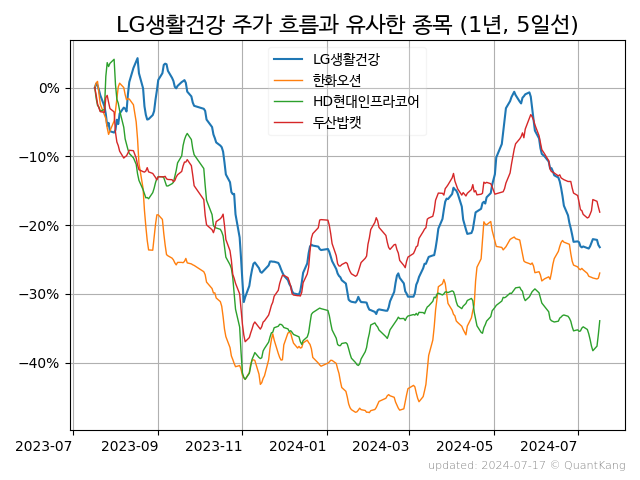 LG생활건강 주가 흐름과 유사한 종목 (1년, 5일선)
LG생활건강
한화오션
HD현대인프라코어
두산밥캣
0%
−10%
−20%
−30%
−40%
2023-07 2023-09 2023-11 2024-01 2024-03 2024-05 2024-07
updated: 2024-07-17 © QuantKang